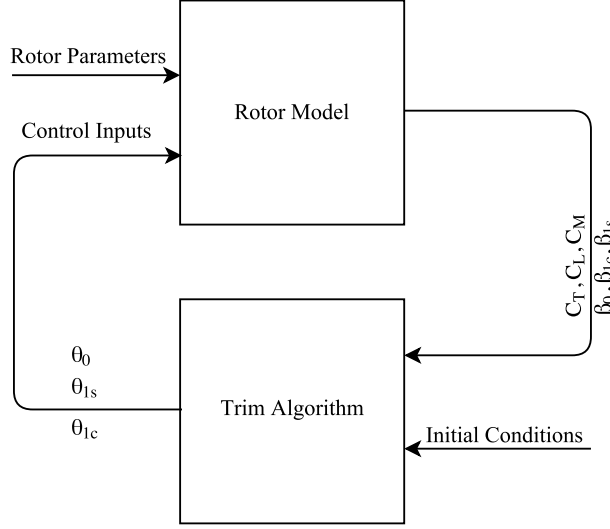 Rotor Parameters
Rotor Model
Control Inputs
C_T, C_L, C_M
β_0, β_1c, β_1s
θ_0
θ_1s
θ_1c
Trim Algorithm
Initial Conditions